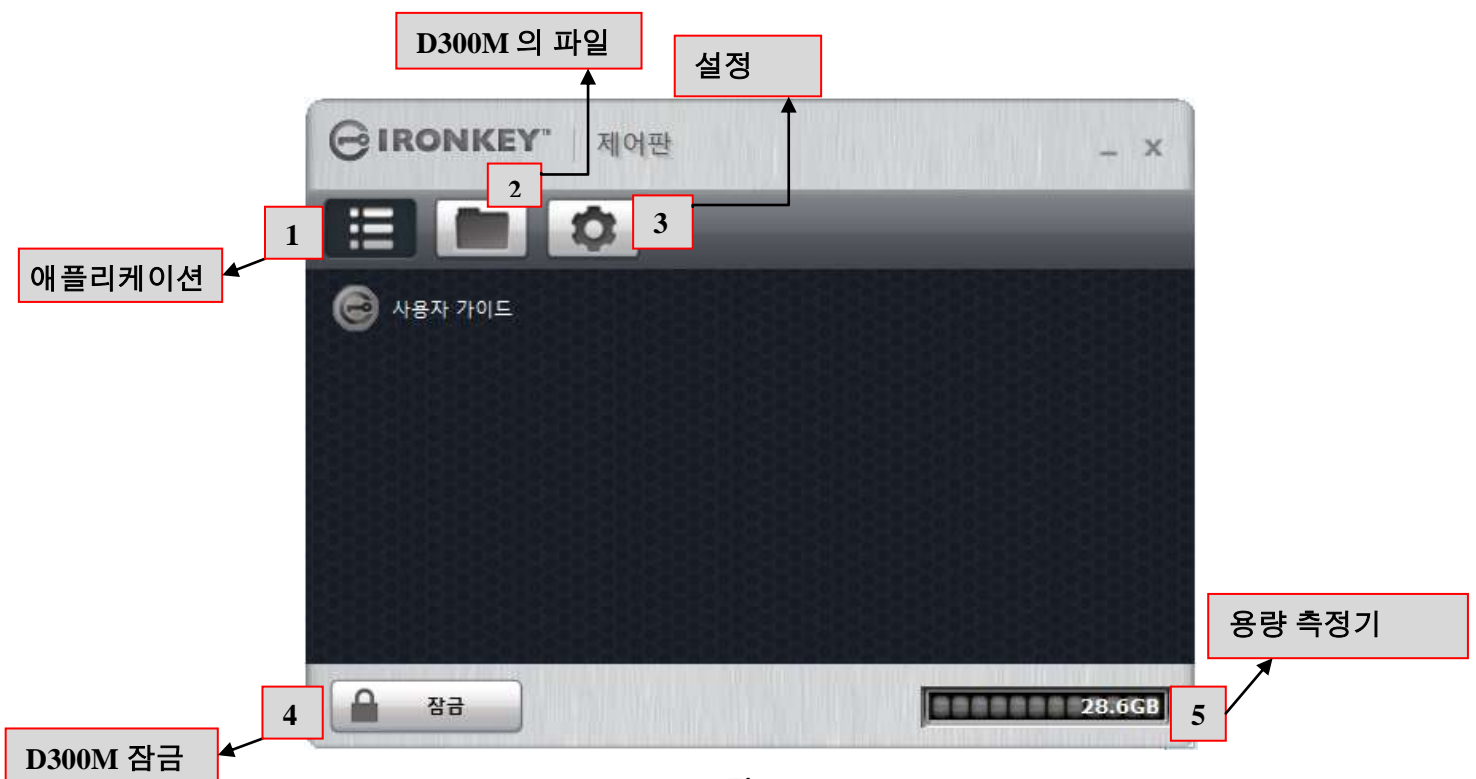 D300M 의 파일
설정
IRONKEY™ 제어판
2
3
1
애플리케이션
사용자 가이드
용량 측정기
4
잠금
28.6GB
5
D300M 잠금